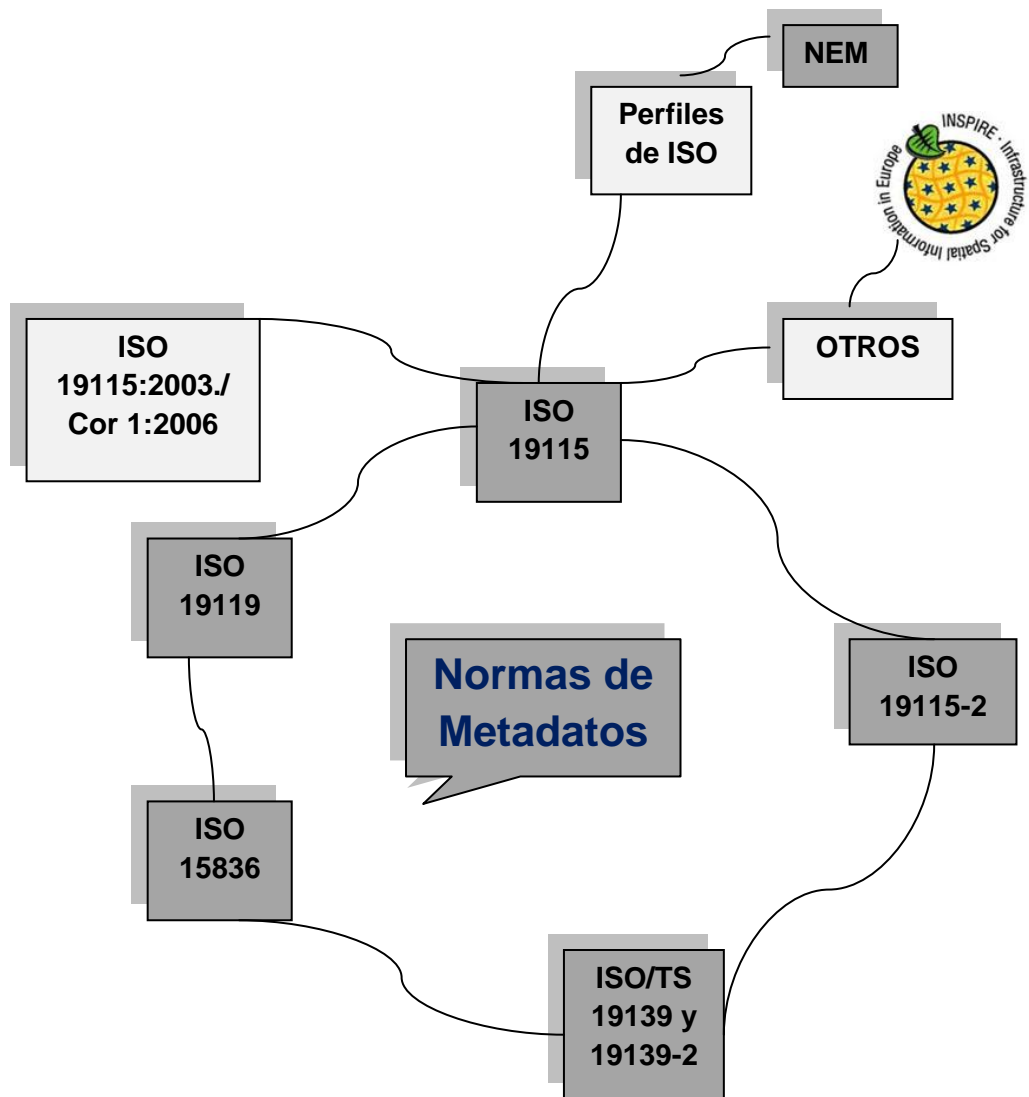 NEM
Perfiles
de ISO
INSPIRE · Infrastructure for Spatial Information in Europe
ISO
19115:2003./
Cor 1:2006
OTROS
ISO
19115
ISO
19119
Normas de
Metadatos
ISO
19115-2
ISO
15836
ISO/TS
19139 y
19139-2